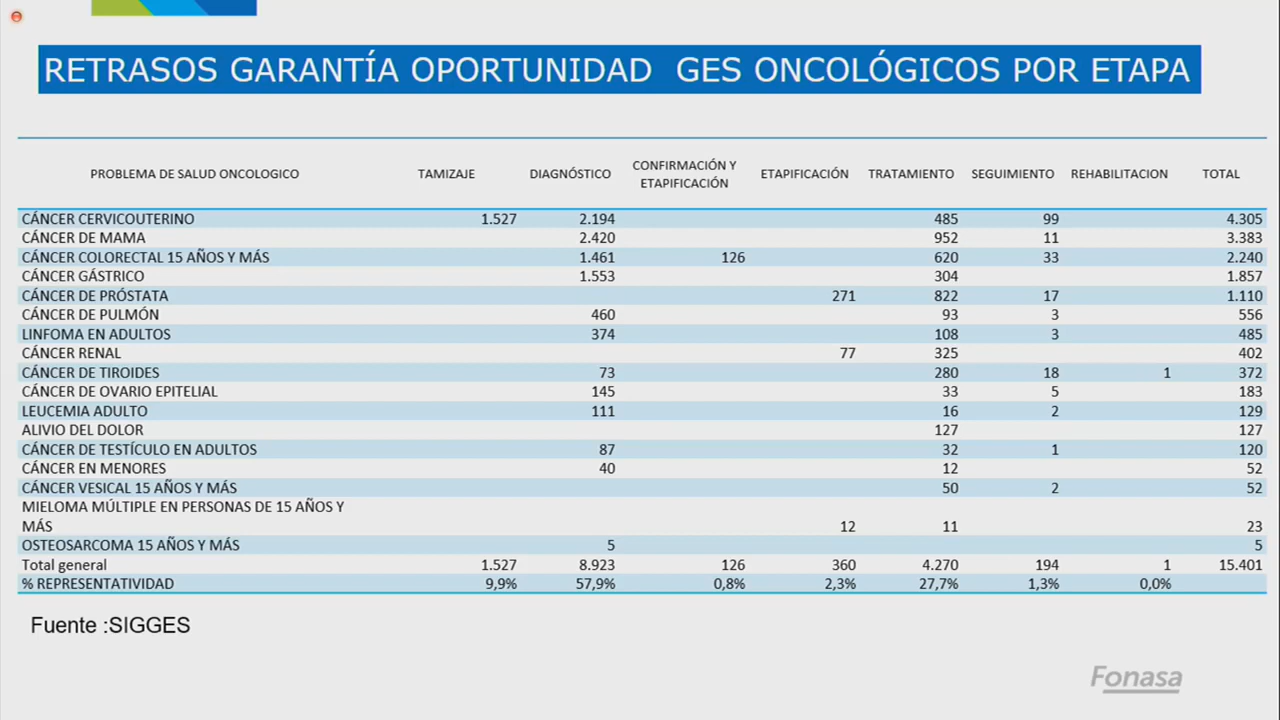 RETRASOS GARANTÍA OPORTUNIDAD GES ONCOLÓGICOS POR ETAPA
PROBLEMA DE SALUD ONCOLOGICO TAMIZAJE DIAGNÓSTICO CONFIRMACIÓN Y ETAPIFICACIÓN ETAPIFICACIÓN TRATAMIENTO SEGUIMIENTO REHABILITACION TOTAL
CÁNCER CERVICOUTERINO 1.527 2.194 485 99 4.305
CÁNCER DE MAMA 2.420 952 11 3.383
CÁNCER COLORECTAL 15 AÑOS Y MÁS 1.461 126 620 33 2.240
CÁNCER GÁSTRICO 1.553 304 1.857
CÁNCER DE PRÓSTATA 271 822 17 1.110
CÁNCER DE PULMÓN 460 93 3 556
LINFOMA EN ADULTOS 374 108 3 485
CÁNCER RENAL 77 325 402
CÁNCER DE TIROIDES 73 280 18 1 372
CÁNCER DE OVARIO EPITELIAL 145 33 5 183
LEUCEMIA ADULTO 111 16 2 129
ALIVIO DEL DOLOR 127 127
CÁNCER DE TESTÍCULO EN ADULTOS 87 32 1 120
CÁNCER EN MENORES 40 12 52
CÁNCER VESICAL 15 AÑOS Y MÁS 50 2 52
MIELOMA MÚLTIPLE EN PERSONAS DE 15 AÑOS Y
MÁS 12 11 23
OSTEOSARCOMA 15 AÑOS Y MÁS 5 5
Total general 1.527 8.923 126 360 4.270 194 1 15.401
% REPRESENTATIVIDAD 9,9% 57,9% 0,8% 2,3% 27,7% 1,3% 0,0%
Fuente :SIGGES
Fonasa